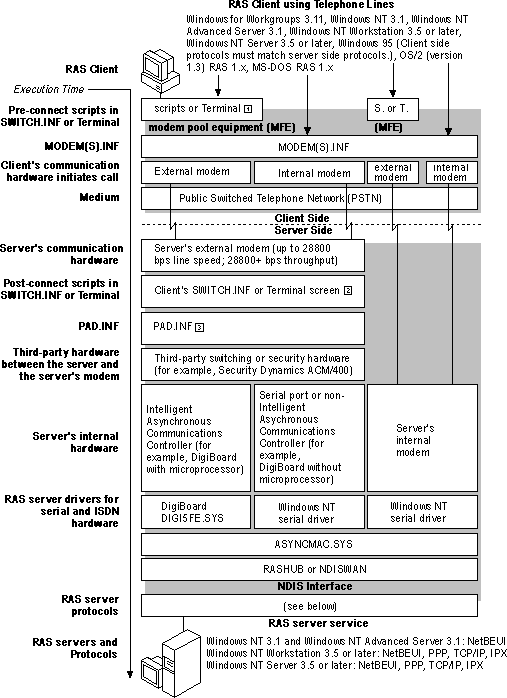 RAS Client using Telephone Lines
Windows for Workgroups 3.11, Windows NT 3.1, Windows NT
Advanced Server 3.1, Windows NT Workstation 3.5 or later,
Windows NT Server 3.5 or later, Windows 95 (Client side
protocols must match server side protocols.), OS/2 (version
1.3) RAS 1.x, MS-DOS RAS 1.x
RAS Client
Execution Time
Pre-connect scripts in
SWITCH.INF or Terminal
scripts or Terminal 1
S. or T.
modem pool equipment (MFE)
(MFE)
MODEM(S).INF
MODEM(S).INF
Client's communication
hardware initiates call
External modem
Internal modem
external
modem
internal
modem
Medium
Public Switched Telephone Network (PSTN)
Client Side
Server Side
Server's communication
hardware
Server's external modem (up to 28800
bps line speed; 28800+ bps throughput)
Post-connect scripts in
SWITCH.INF or Terminal
Client's SWITCH.INF or Terminal screen 2
PAD.INF
PAD.INF 3
Third-party hardware
between the server and
the server's modem
Third-party switching or security hardware
(for example, Security Dynamics ACM/400)
Server's internal
hardware
Intelligent
Asychronous
Communications
Controller (for
example, DigiBoard
with microprocessor)
Serial port or non-
Intelligent
Asychronous
Communications
Controller (for
example,
DigiBoard without
microprocessor)
Server's
internal
modem
RAS server drivers for
serial and ISDN
hardware
DigiBoard
DIGI5FE.SYS
Windows NT
serial driver
Windows NT
serial driver
ASYNCMAC.SYS
RASHUB or NDISWAN
NDIS Interface
RAS server
protocols
(see below)
RAS server service
RAS servers and
Protocols
Windows NT 3.1 and Windows NT Advanced Server 3.1: NetBEUI
Windows NT Workstation 3.5 or later: NetBEUI, PPP, TCP/IP, IPX
Windows NT Server 3.5 or later: NetBEUI, PPP, TCP/IP, IPX